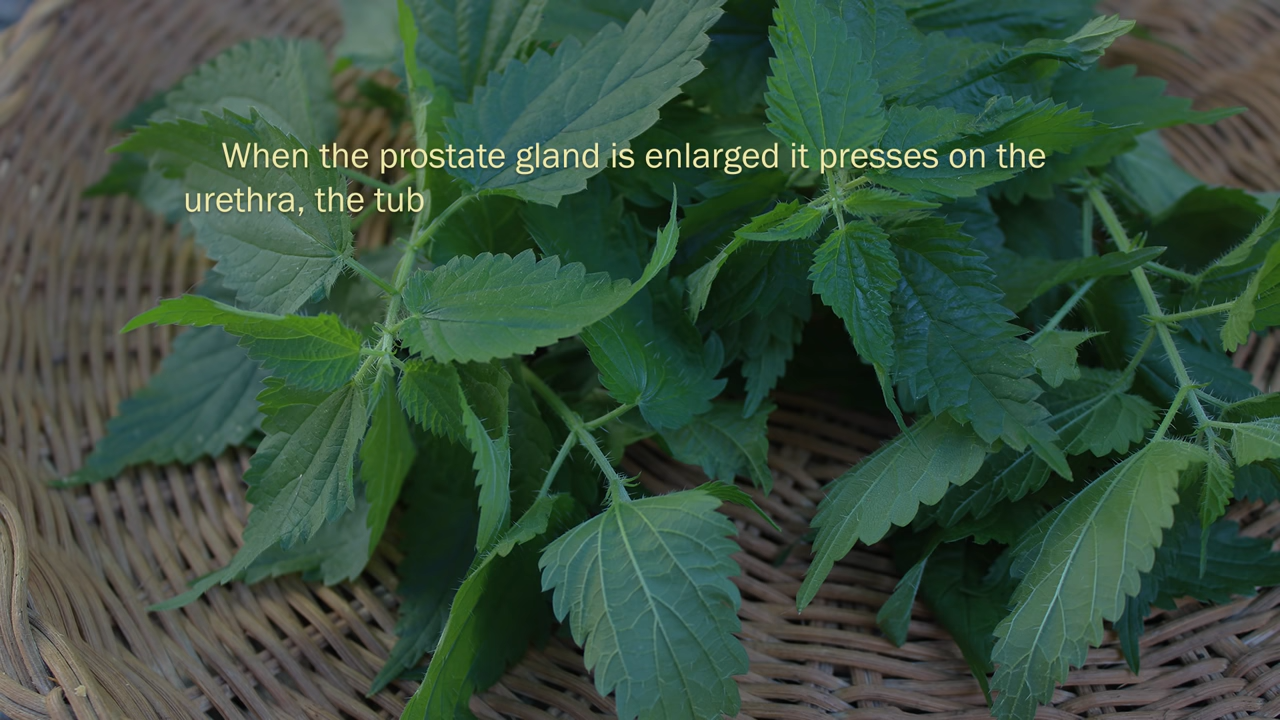 When the prostate gland is enlarged it presses on the
urethra, the tub